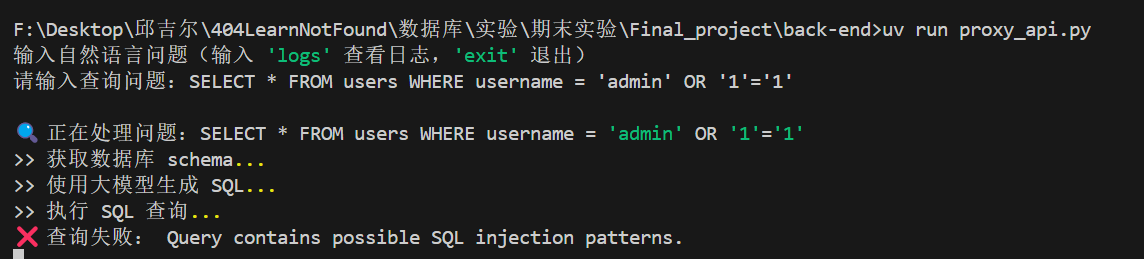 F:\Desktop\邱吉尔\404LearnNotFound\数据库\实验\期末实验\Final_project\back-end>uv run proxy_api.py
输入自然语言问题（输入 'logs' 查看日志，'exit' 退出）
请输入查询问题：SELECT * FROM users WHERE username = 'admin' OR '1'='1'
🔍 正在处理问题：SELECT * FROM users WHERE username = 'admin' OR '1'='1'
>> 获取数据库 schema...
>> 使用大模型生成 SQL...
>> 执行 SQL 查询...
❌ 查询失败： Query contains possible SQL injection patterns.